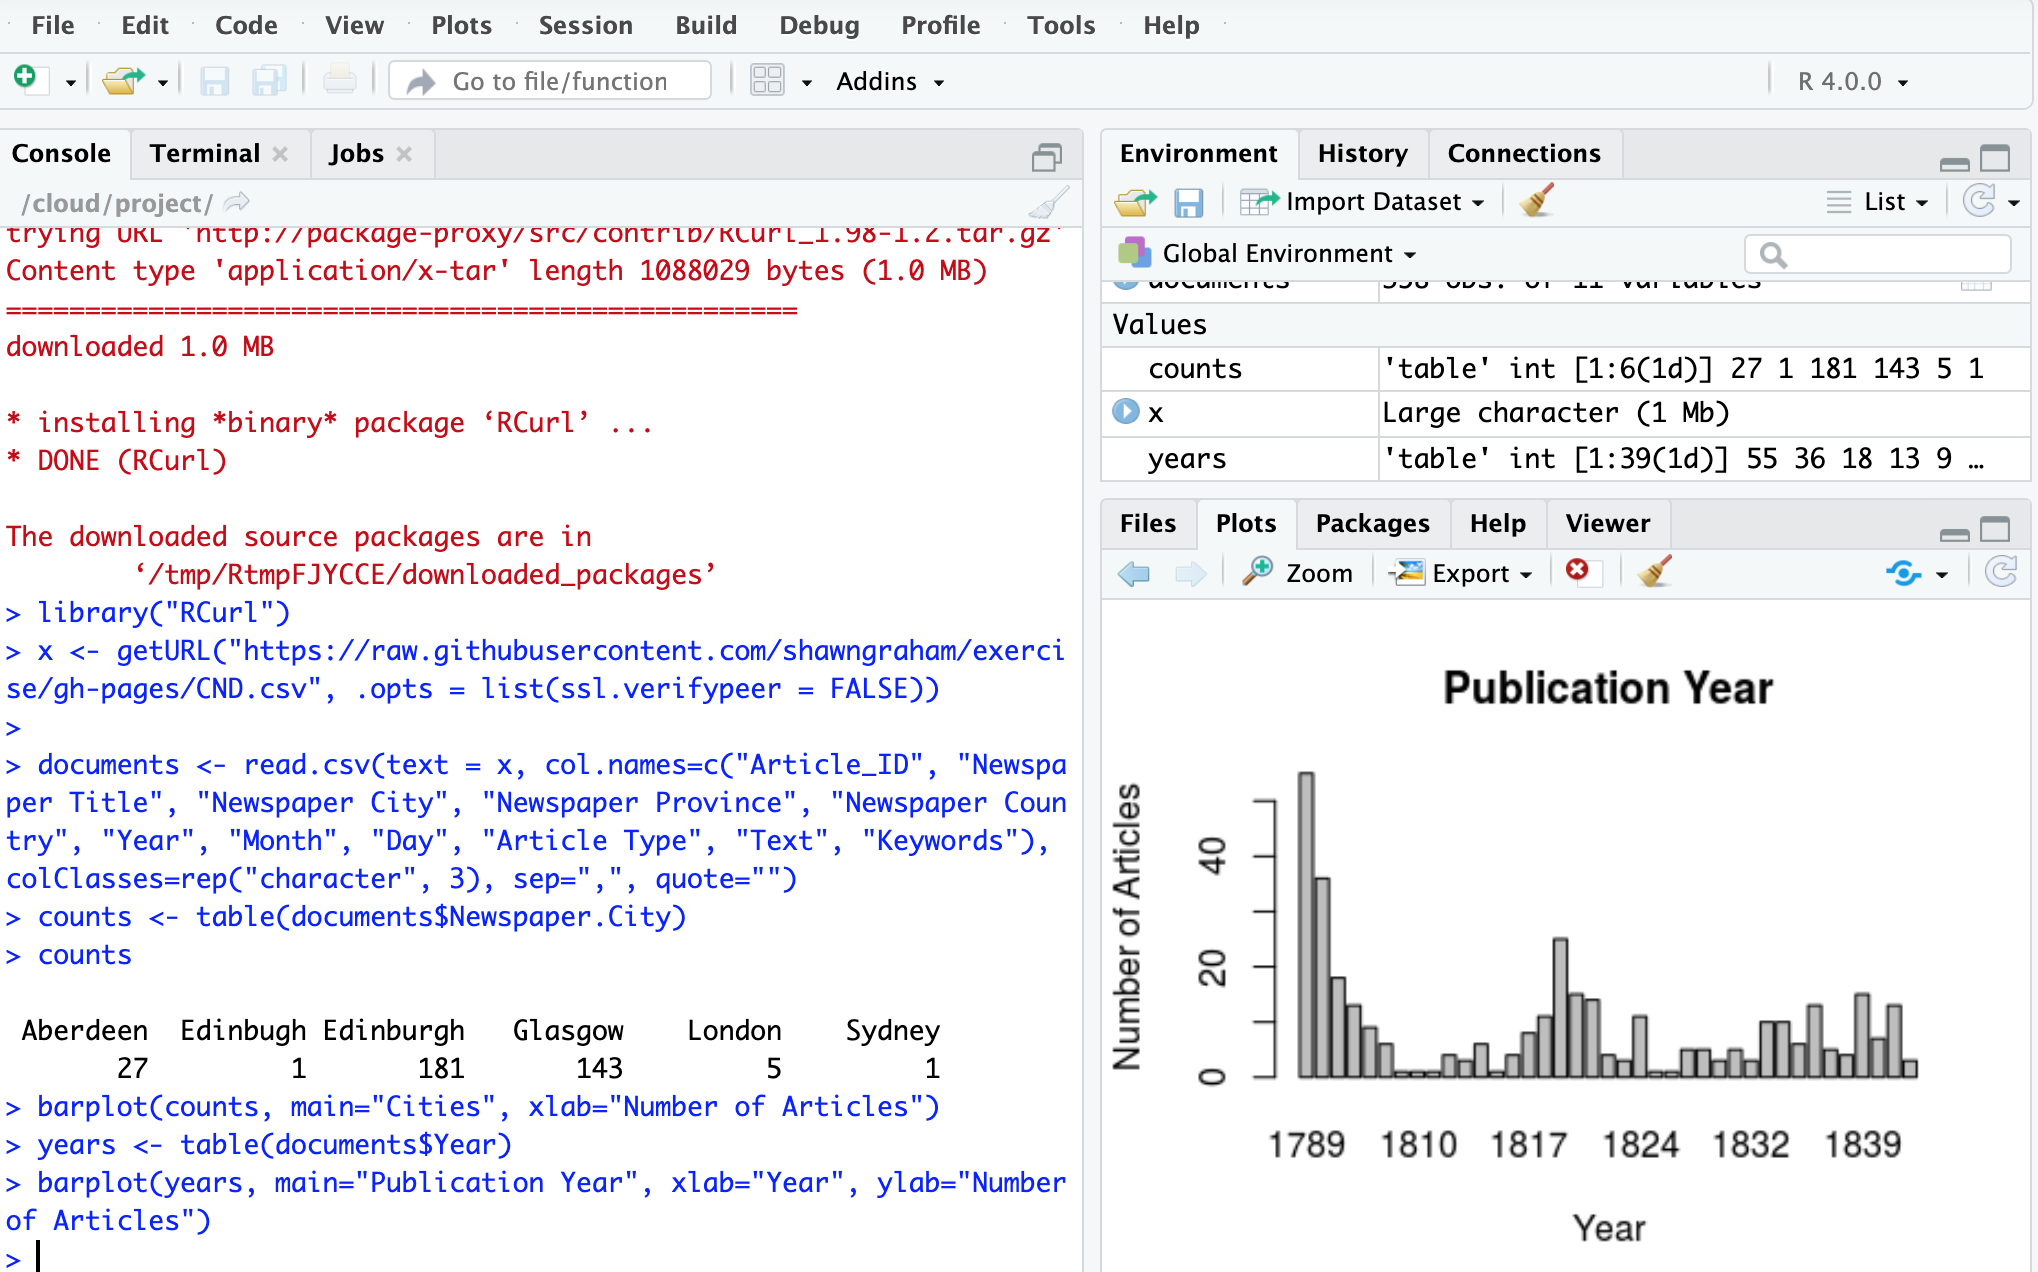 File Edit Code View Plots Session Build Debug Profile Tools Help
Go to file/function Addins R 4.0.0
Console Terminal Jobs
/cloud/project/
trying URL 'http://package-proxy/src/contrib/RCurl_1.98-1.2.tar.gz'
Content type 'application/x-tar' length 1088029 bytes (1.0 MB)
==================================================
downloaded 1.0 MB
* installing *binary* package ‘RCurl’ ...
* DONE (RCurl)
The downloaded source packages are in
‘/tmp/RtmpFJYCCE/downloaded_packages’
> library("RCurl")
> x <- getURL("https://raw.githubusercontent.com/shawngraham/exerci
se/gh-pages/CND.csv", .opts = list(ssl.verifypeer = FALSE))
>
> documents <- read.csv(text = x, col.names=c("Article_ID", "Newspa
per Title", "Newspaper City", "Newspaper Province", "Newspaper Coun
try", "Year", "Month", "Day", "Article Type", "Text", "Keywords"),
colClasses=rep("character", 3), sep=",", quote="")
> counts <- table(documents$Newspaper.City)
> counts
Aberdeen Edinbugh Edinburgh Glasgow London Sydney
27 1 181 143 5 1
> barplot(counts, main="Cities", xlab="Number of Articles")
> years <- table(documents$Year)
> barplot(years, main="Publication Year", xlab="Year", ylab="Number
of Articles")
>
Environment History Connections
Import Dataset List
Global Environment
documents 358 obs. of 11 variables
Values
counts 'table' int [1:6(1d)] 27 1 181 143 5 1
x Large character (1 Mb)
years 'table' int [1:39(1d)] 55 36 18 13 9 …
Files Plots Packages Help Viewer
Zoom Export
Publication Year
Number of Articles
40
20
0
1789 1810 1817 1824 1832 1839
Year